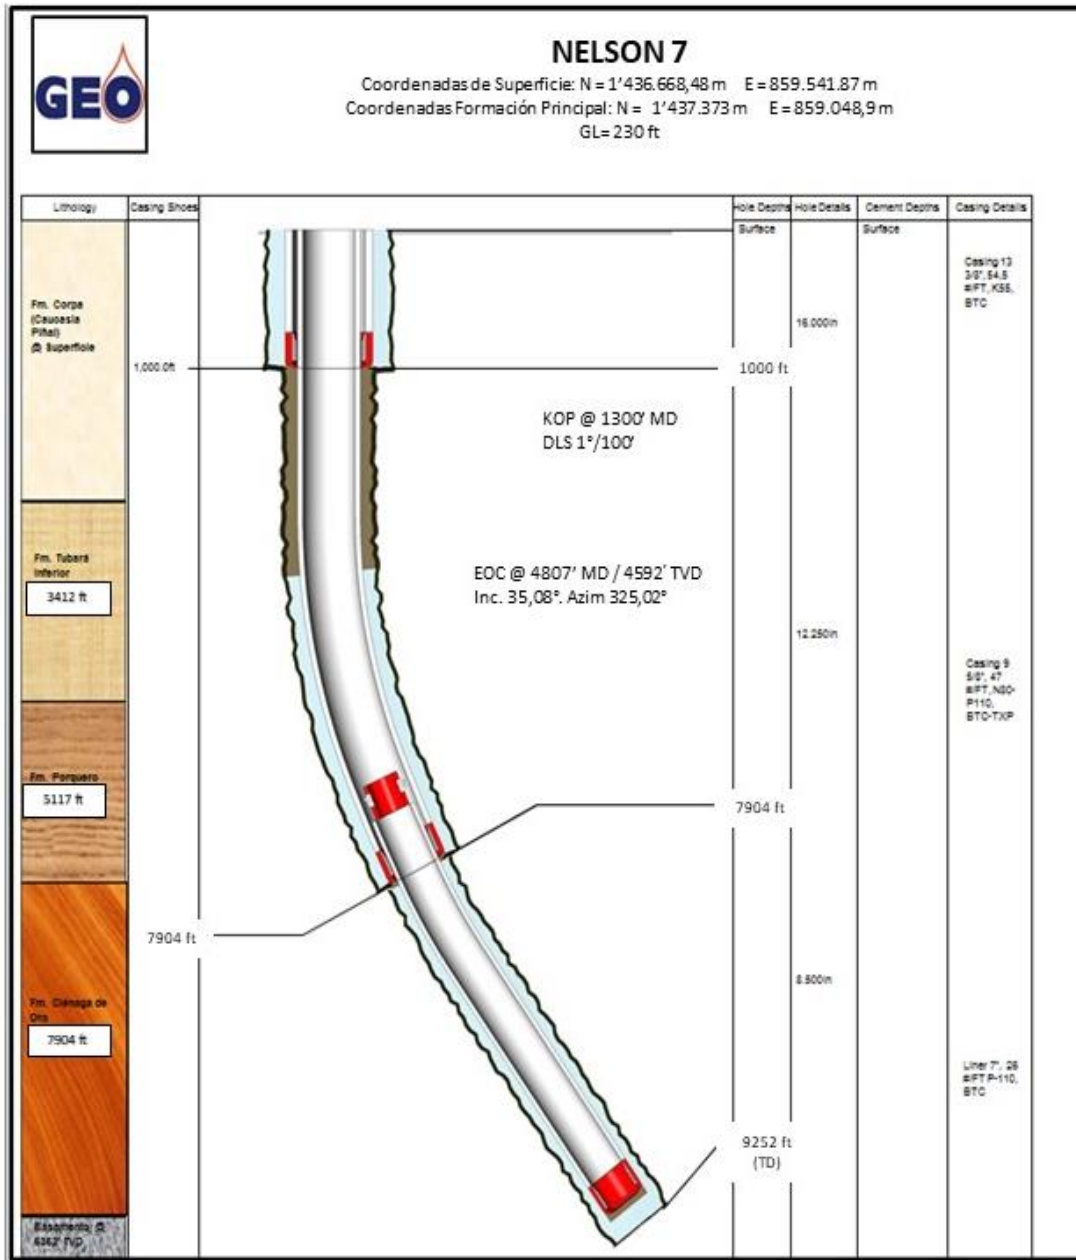 GEO
NELSON 7
Coordenadas de Superficie: N = 1'436.668,48 m E = 859.541.87 m
Coordenadas Formación Principal: N = 1'437.373 m E = 859.048,9 m
GL= 230 ft
Lithology
Casing Shoes
Hole Depths
Hole Details
Cement Depths
Casing Details
Surface
Surface
Fm. Corpa
(Caucasia
Piñal)
@ Superficie
Casing 13
3/8", 54.5
#/FT, K55,
BTC
16.000in
1,000.0ft
1000 ft
KOP @ 1300' MD
DLS 1°/100'
Fm. Tubará
Inferior
3412 ft
EOC @ 4807' MD / 4592' TVD
Inc. 35,08°. Azim 325,02°
12.250in
Casing 9
5/8", 47
#/FT, N80-
P110,
BTC-TXP
Fm. Porquero
5117 ft
7904 ft
7904 ft
8.500in
Fm. Ciénaga de
Oro
7904 ft
Liner 7", 26
#/FT P-110,
BTC
9252 ft
(TD)
Basamento @
TVD